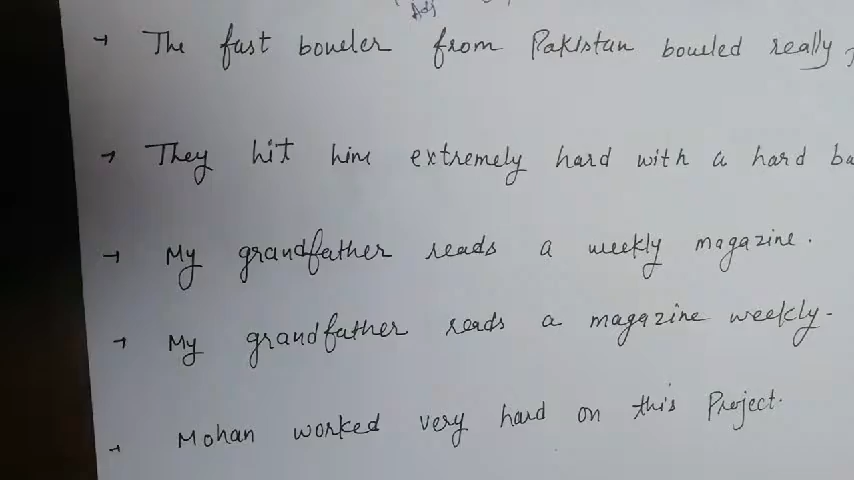 Adj
→ The fast bowler from Pakistan bowled really
→ They hit him extremely hard with a hard
→ My grandfather reads a weekly magazine.
→ My grandfather reads a magazine weekly.
→ Mohan worked very hard on this Project.